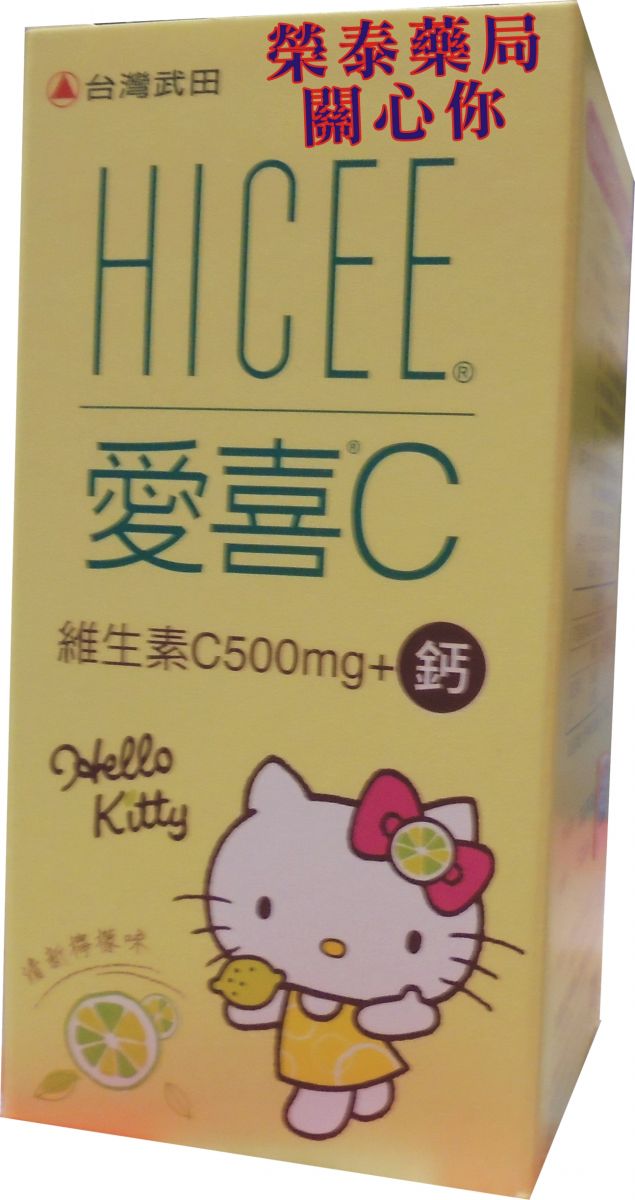 榮泰藥局
關心你
台灣武田
HICEE®
愛喜®C
維生素C500mg+鈣
Hello
Kitty
清新檸檬味